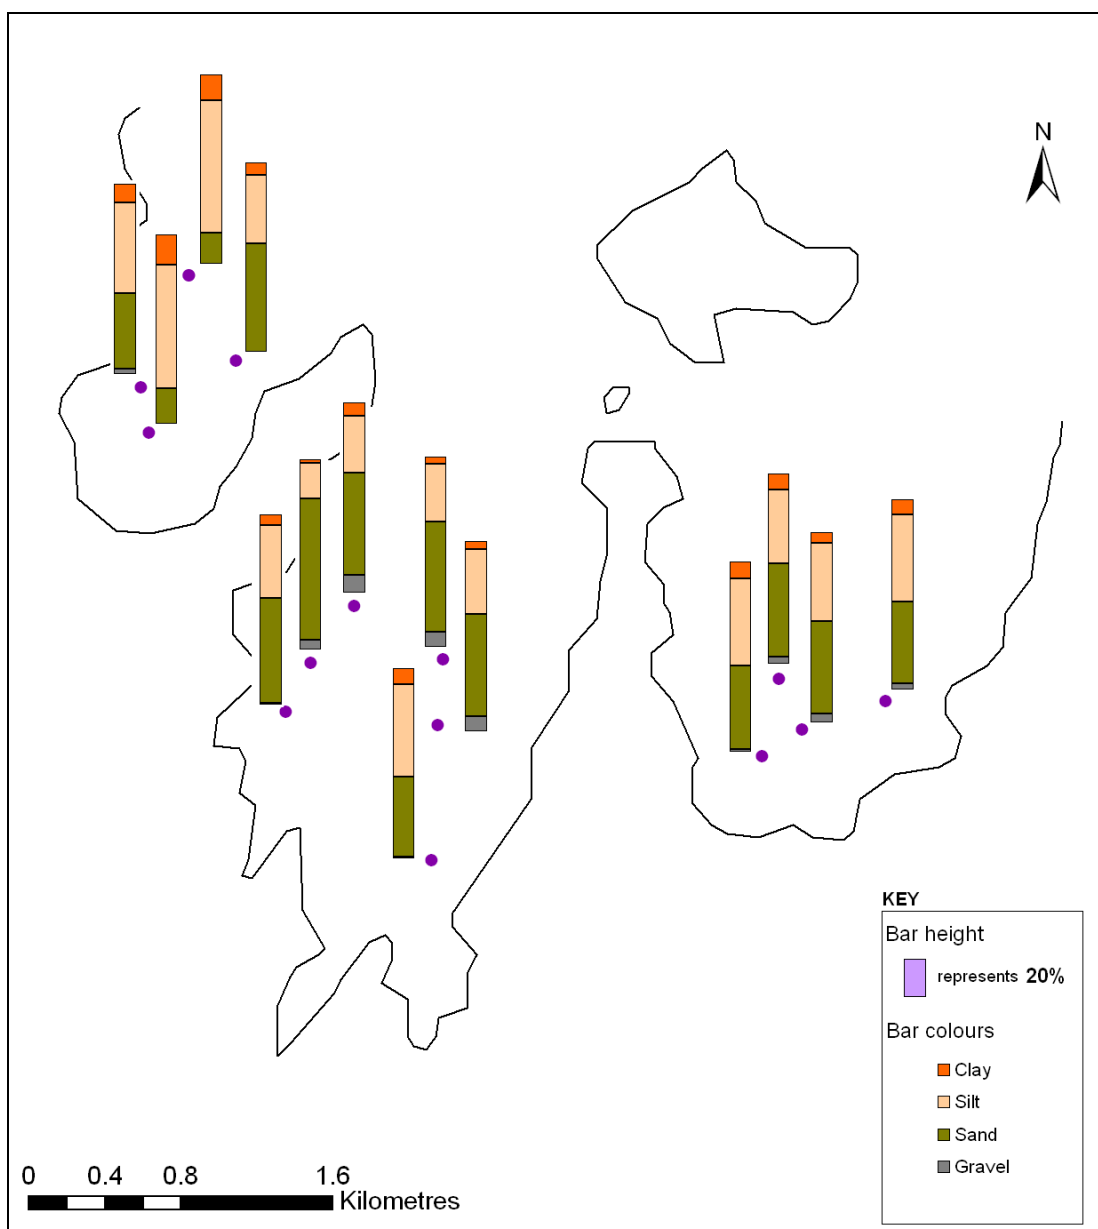 N
KEY
Bar height
represents 20%
Bar colours
Clay
Silt
Sand
Gravel
0 0.4 0.8 1.6
Kilometres